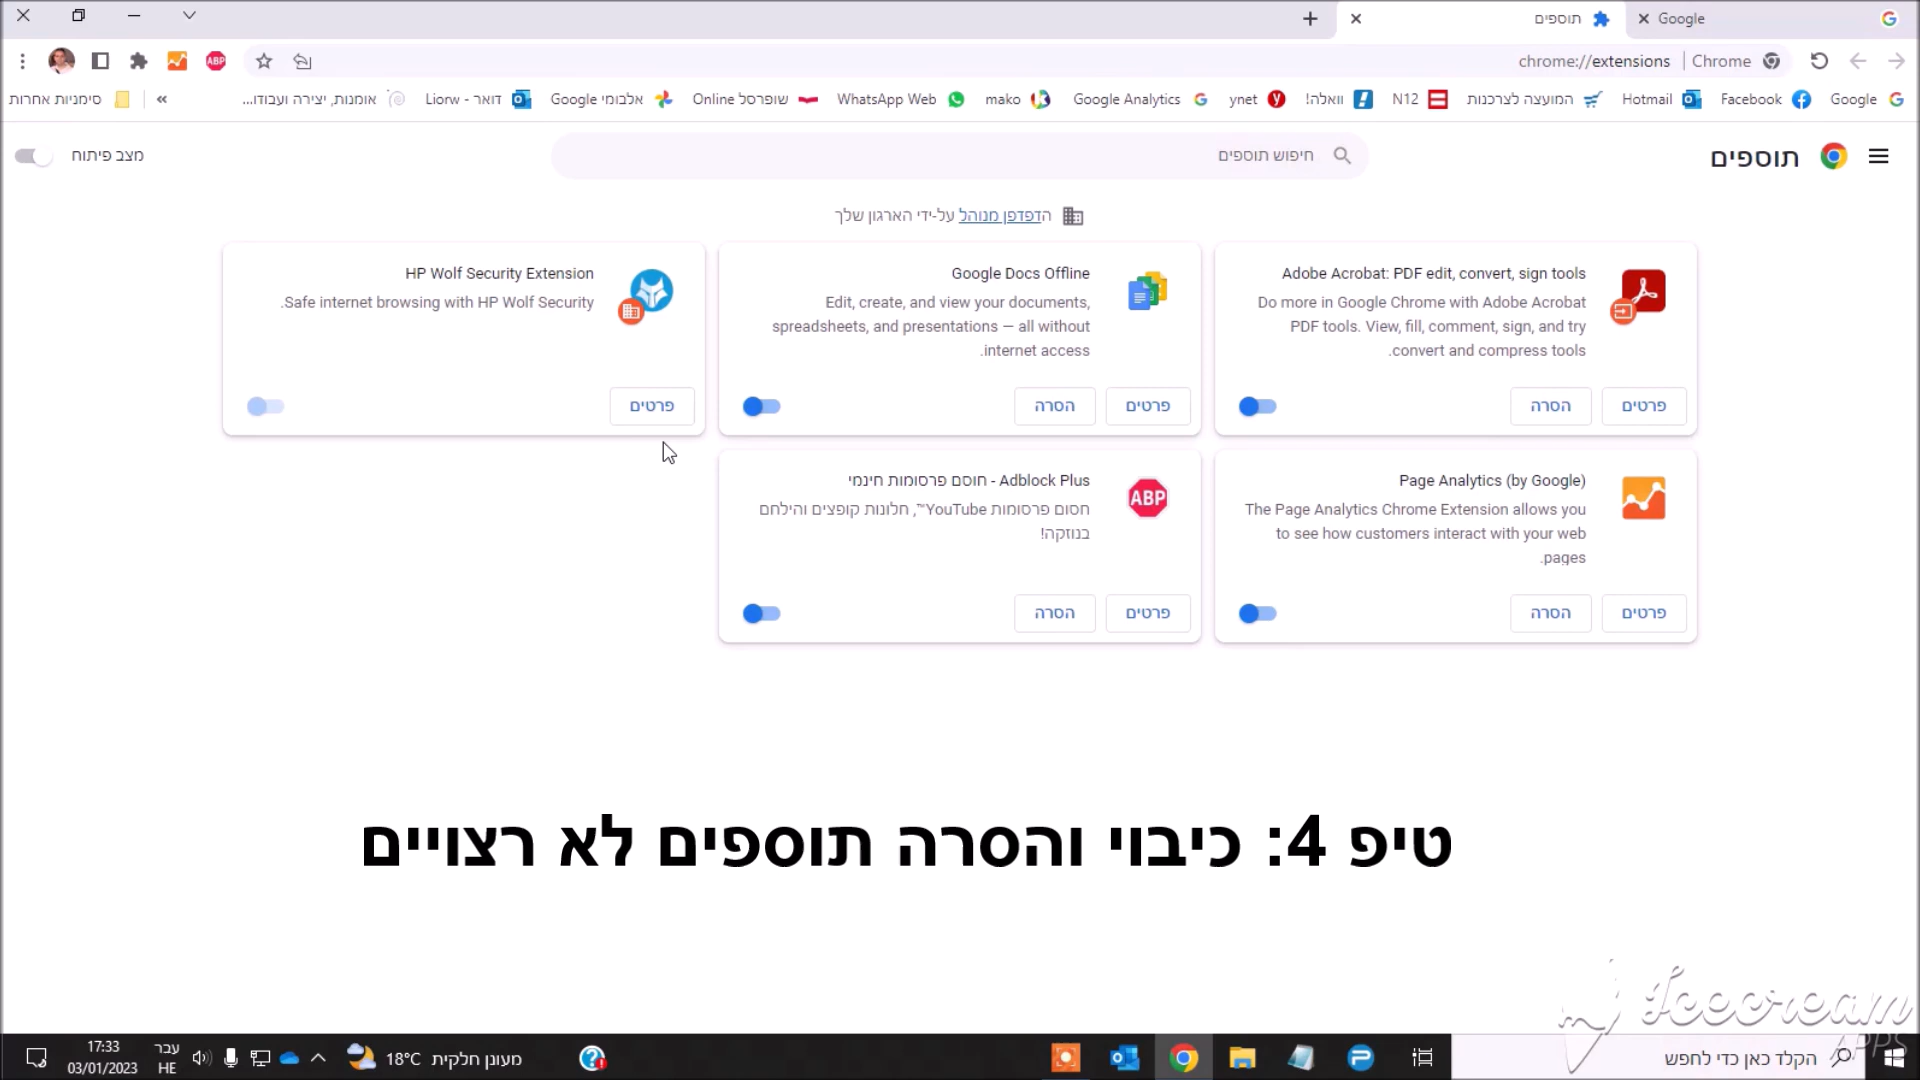 Google
תוספים
Chrome | chrome://extensions
Google
Facebook
Hotmail
המועצה לצרכנות
N12
וואלה!
ynet
Google Analytics
mako
WhatsApp Web
שופרסל Online
אלבומי Google
דואר - Liorw
אומנות, יצירה ועבודו...
»
סימניות אחרות
תוספים
חיפוש תוספים
מצב פיתוח
הדפדפן מנוהל על-ידי הארגון שלך
Adobe Acrobat: PDF edit, convert, sign tools
Do more in Google Chrome with Adobe Acrobat
PDF tools. View, fill, comment, sign, and try
.convert and compress tools
פרטים
הסרה
Google Docs Offline
Edit, create, and view your documents,
spreadsheets, and presentations — all without
.internet access
פרטים
הסרה
HP Wolf Security Extension
.Safe internet browsing with HP Wolf Security
פרטים
Page Analytics (by Google)
The Page Analytics Chrome Extension allows you
to see how customers interact with your web
.pages
פרטים
הסרה
Adblock Plus - חוסם פרסומות חינמי
ABP
חסום פרסומות YouTube™, חלונות קופצים והילחם
בנוזקה!
פרטים
הסרה
ABP
טיפ 4: כיבוי והסרה תוספים לא רצויים
Icecream
APPS
הקלד כאן כדי לחפש
18°C מעונן חלקית
עבר
HE
17:33
03/01/2023